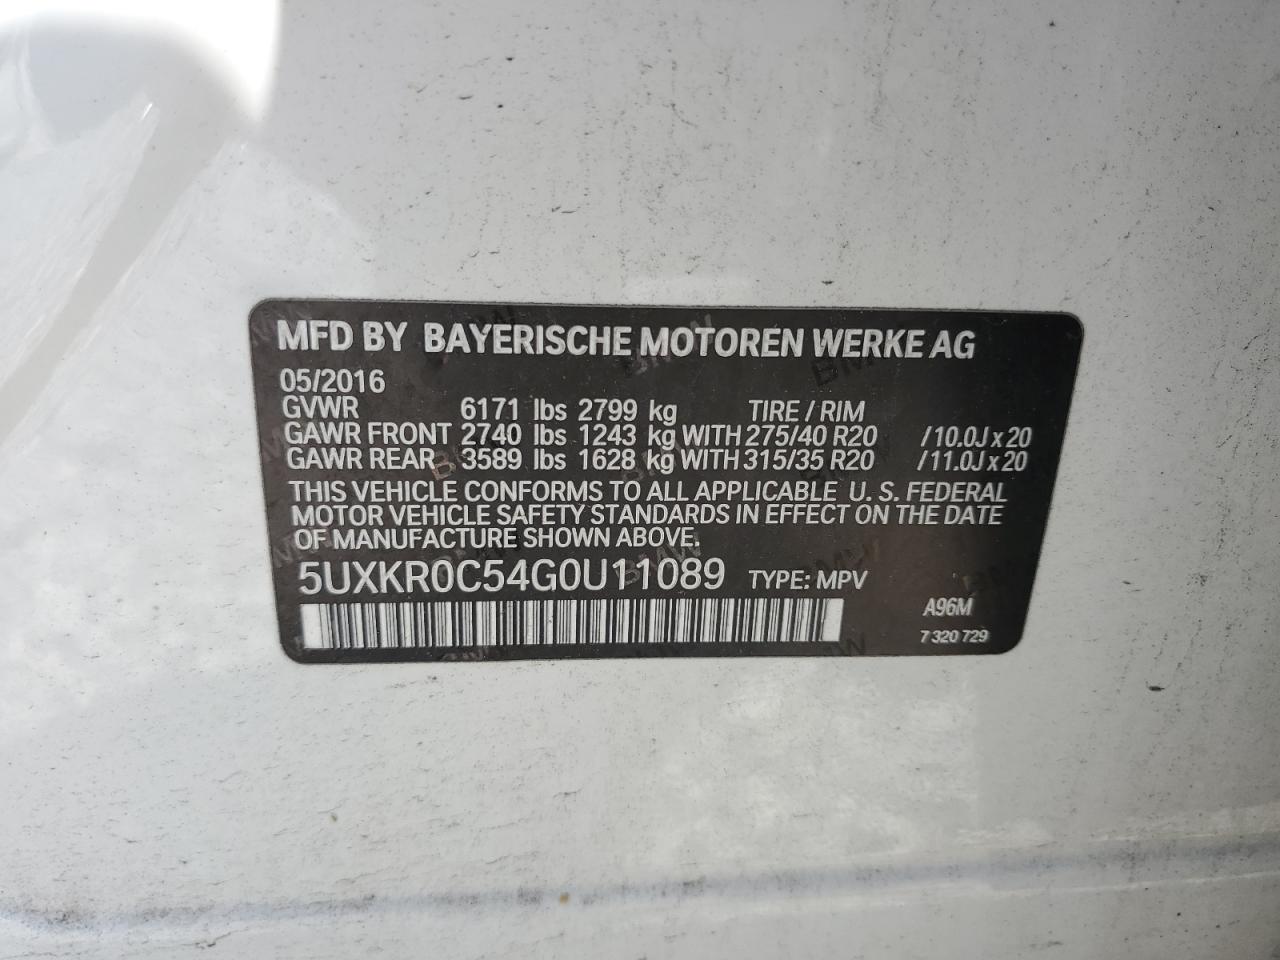 MFD BY BAYERISCHE MOTOREN WERKE AG
05/2016
GVWR 6171 lbs 2799 kg TIRE / RIM
GAWR FRONT 2740 lbs 1243 kg WITH 275/40 R20 /10.0J x 20
GAWR REAR 3589 lbs 1628 kg WITH 315/35 R20 /11.0J x 20
THIS VEHICLE CONFORMS TO ALL APPLICABLE U. S. FEDERAL
MOTOR VEHICLE SAFETY STANDARDS IN EFFECT ON THE DATE
OF MANUFACTURE SHOWN ABOVE.
5UXKR0C54G0U11089 TYPE: MPV
A96M
7 320 729